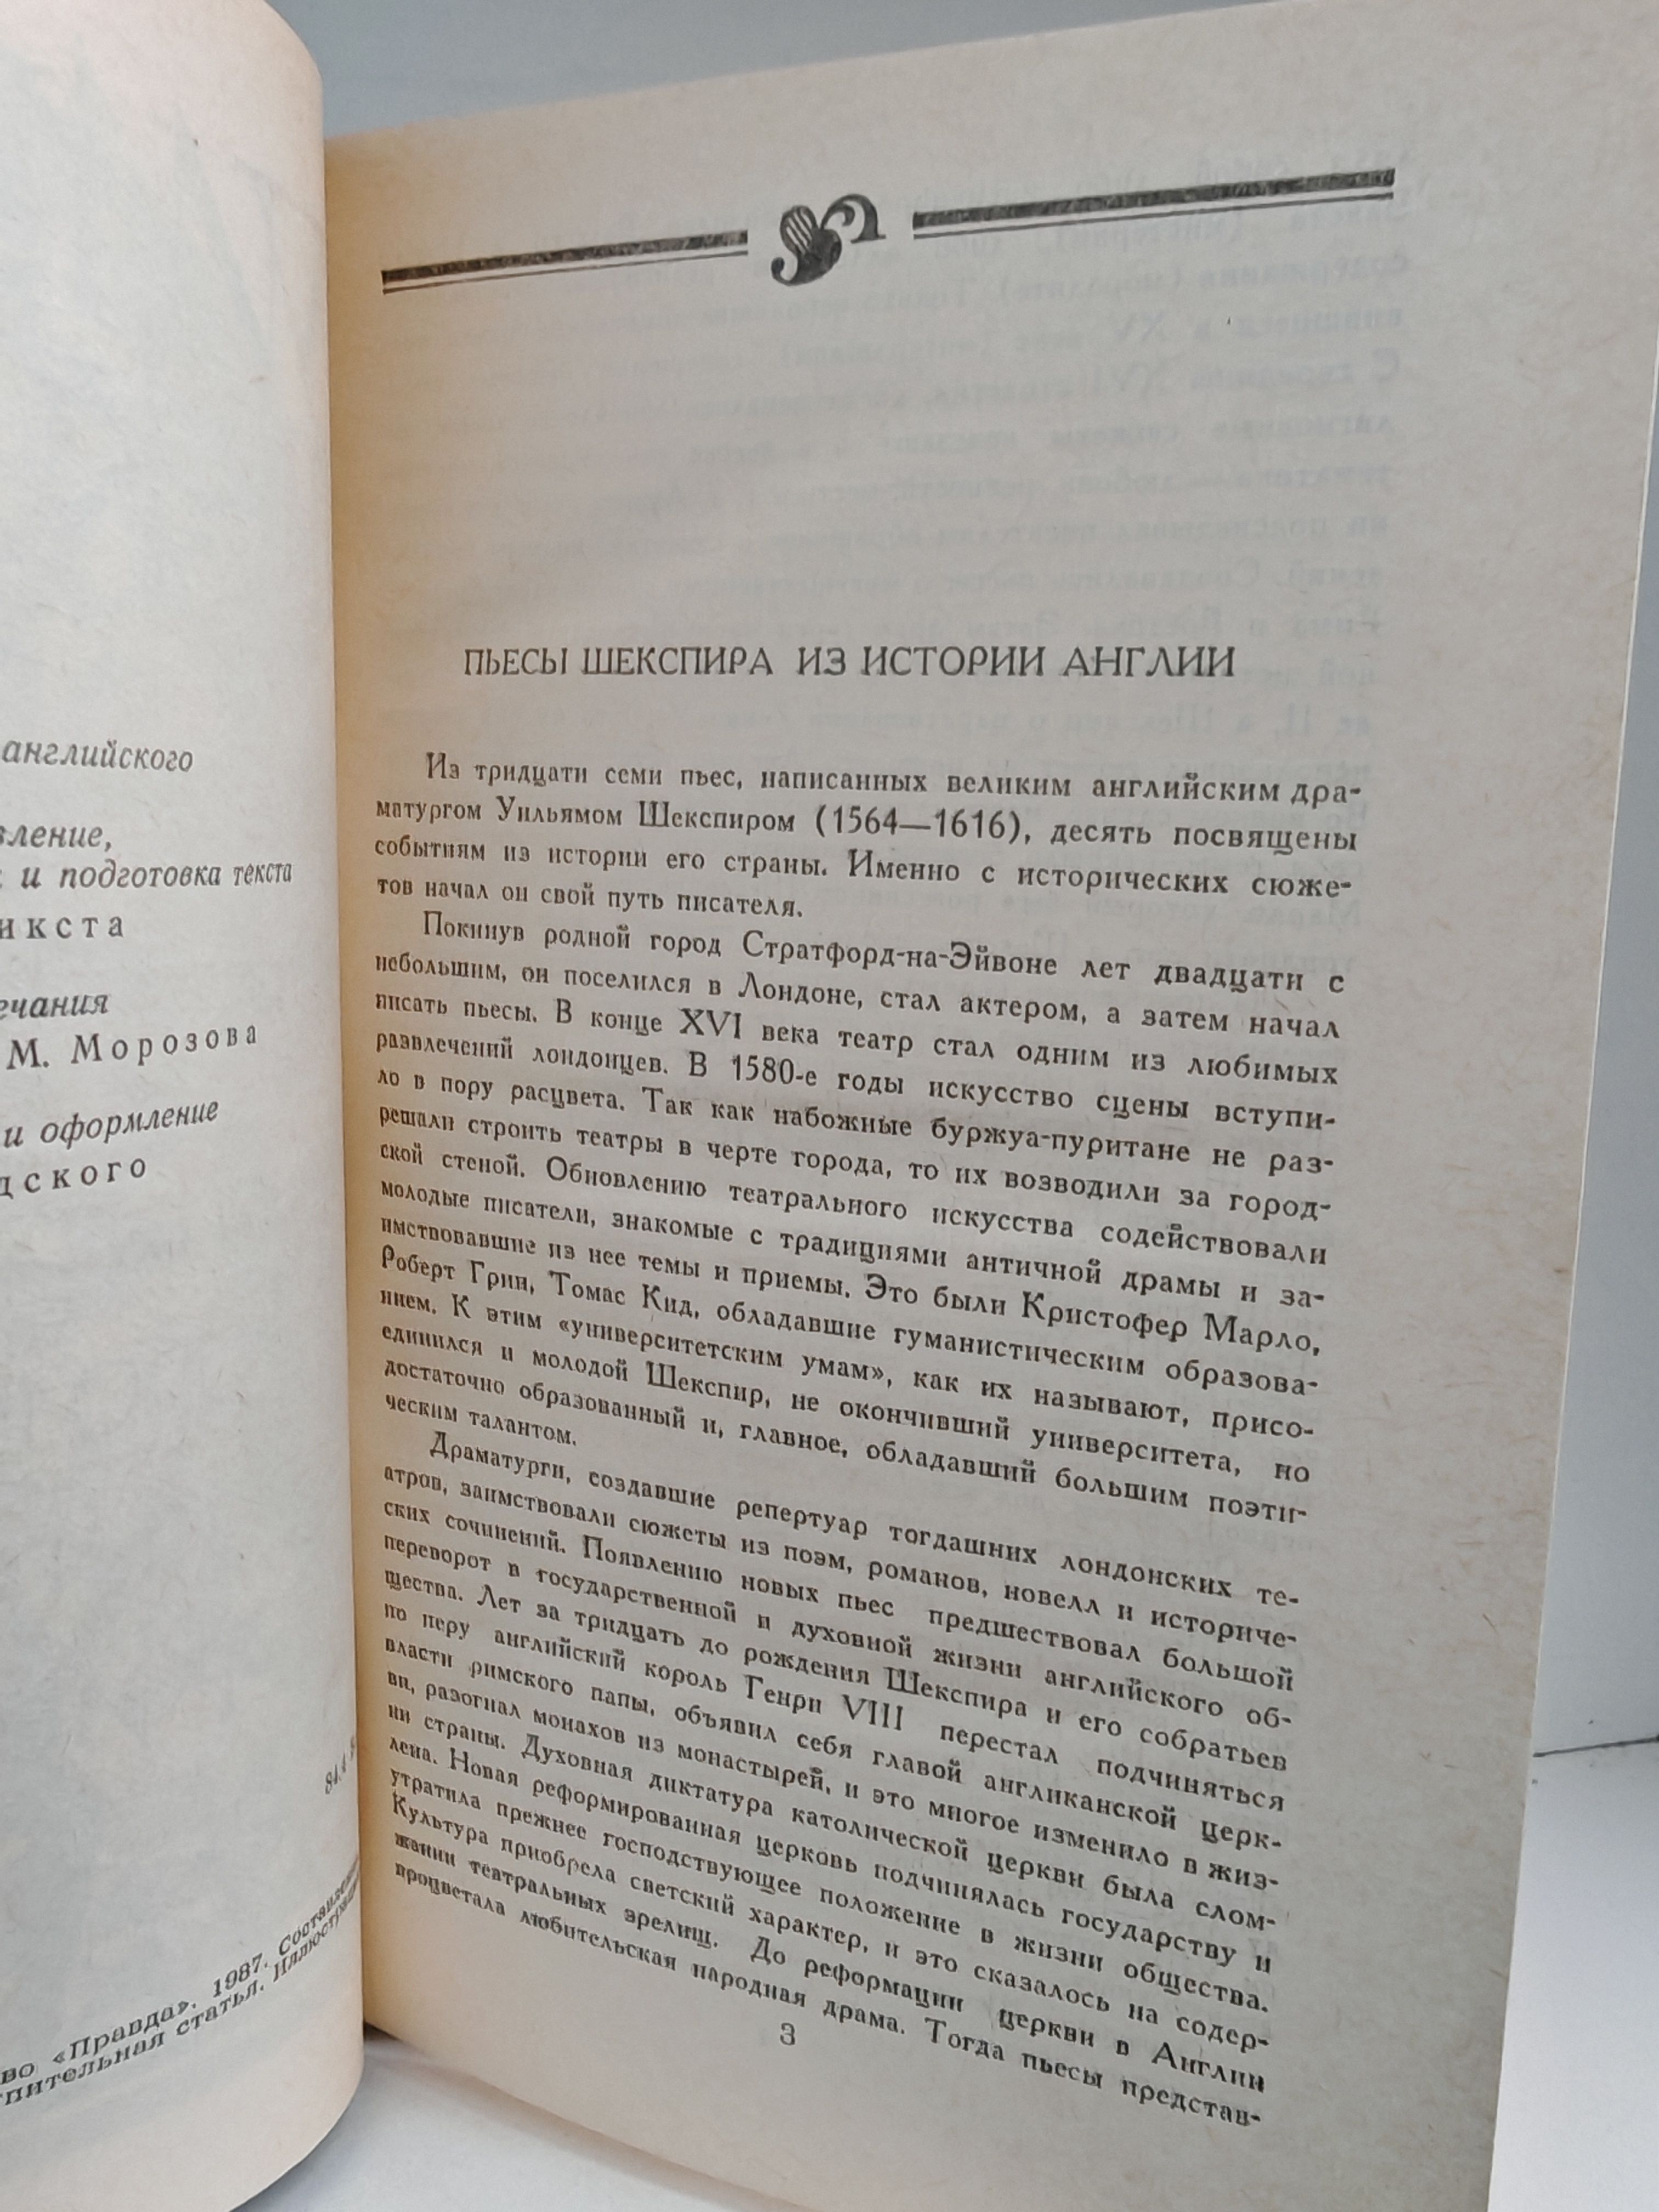 английского
вление,
и подготовка текста
икста
ечания
М. Морозова
и оформление
дского
84.4
во «Правда». 1987. Составление.
пительная статья. Иллюстрации
ПЬЕСЫ ШЕКСПИРА ИЗ ИСТОРИИ АНГЛИИ
Из тридцати семи пьес, написанных великим английским дра-
матургом Уильямом Шекспиром (1564—1616), десять посвящены
событиям из истории его страны. Именно с исторических сюже-
тов начал он свой путь писателя.
Покинув родной город Стратфорд-на-Эйвоне лет двадцати с
небольшим, он поселился в Лондоне, стал актером, а затем начал
писать пьесы. В конце XVI века театр стал одним из любимых
развлечений лондонцев. В 1580-е годы искусство сцены вступи-
ло в пору расцвета. Так как набожные буржуа-пуритане не раз-
решали строить театры в черте города, то их возводили за город-
ской стеной. Обновлению театрального искусства содействовали
молодые писатели, знакомые с традициями античной драмы и за-
имствовавшие из нее темы и приемы. Это были Кристофер Марло,
Роберт Грин, Томас Кид, обладавшие гуманистическим образова-
нием. К этим «университетским умам», как их называют, присо-
единился и молодой Шекспир, не окончивший университета, но
достаточно образованный и, главное, обладавший большим поэти-
ческим талантом.
Драматурги, создавшие репертуар тогдашних лондонских те-
атров, заимствовали сюжеты из поэм, романов, новелл и историче-
ских сочинений. Появлению новых пьес предшествовал большой
переворот в государственной и духовной жизни английского об-
щества. Лет за тридцать до рождения Шекспира и его собратьев
по перу английский король Генри VIII перестал подчиняться
власти римского папы, объявил себя главой англиканской церк-
ви, разогнал монахов из монастырей, и это многое изменило в жиз-
ни страны. Духовная диктатура католической церкви была слом-
лена. Новая реформированная церковь подчинялась государству и
утратила прежнее господствующее положение в жизни общества.
Культура приобрела светский характер, и это сказалось на содер-
жании театральных зрелищ. До реформации церкви в Англии
процветала любительская народная драма. Тогда пьесы представ-
3